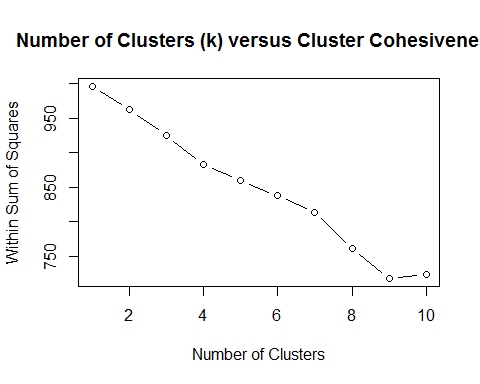 Number of Clusters (k) versus Cluster Cohesivene
Within Sum of Squares
950
850
750
2 4 6 8 10
Number of Clusters